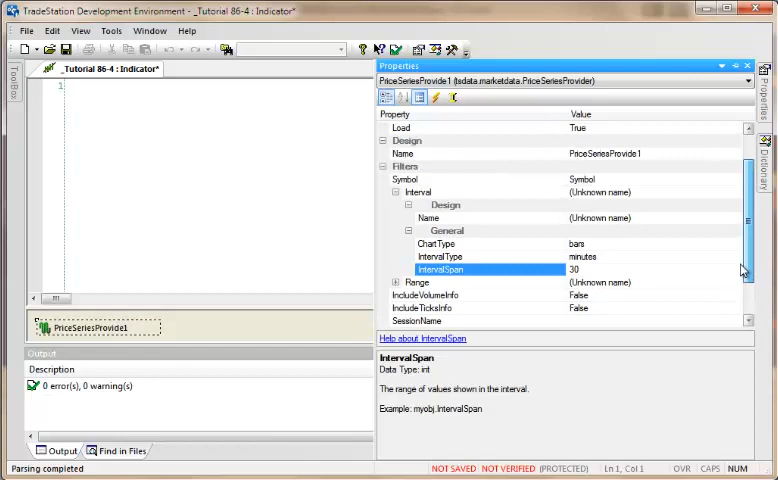 TradeStation Development Environment - _Tutorial 86-4 : Indicator*
File Edit View Tools Window Help
_Tutorial 86-4 : Indicator*
ToolBox
1
PriceSeriesProvide1
Output
Description
0 error(s), 0 warning(s)
Output Find in Files
Properties
PriceSeriesProvide1 (tsdata.marketdata.PriceSeriesProvider)
Property Value
Load True
Design
Name PriceSeriesProvide1
Filters
Symbol Symbol
Interval (Unknown name)
Design
Name (Unknown name)
General
ChartType bars
IntervalType minutes
IntervalSpan 30
Range (Unknown name)
IncludeVolumeInfo False
IncludeTicksInfo False
SessionName
Help about IntervalSpan
IntervalSpan
Data Type: int
The range of values shown in the interval.
Example: myobj.IntervalSpan
Properties
Dictionary
Parsing completed NOT SAVED NOT VERIFIED (PROTECTED) Ln 1, Col 1 OVR CAPS NUM